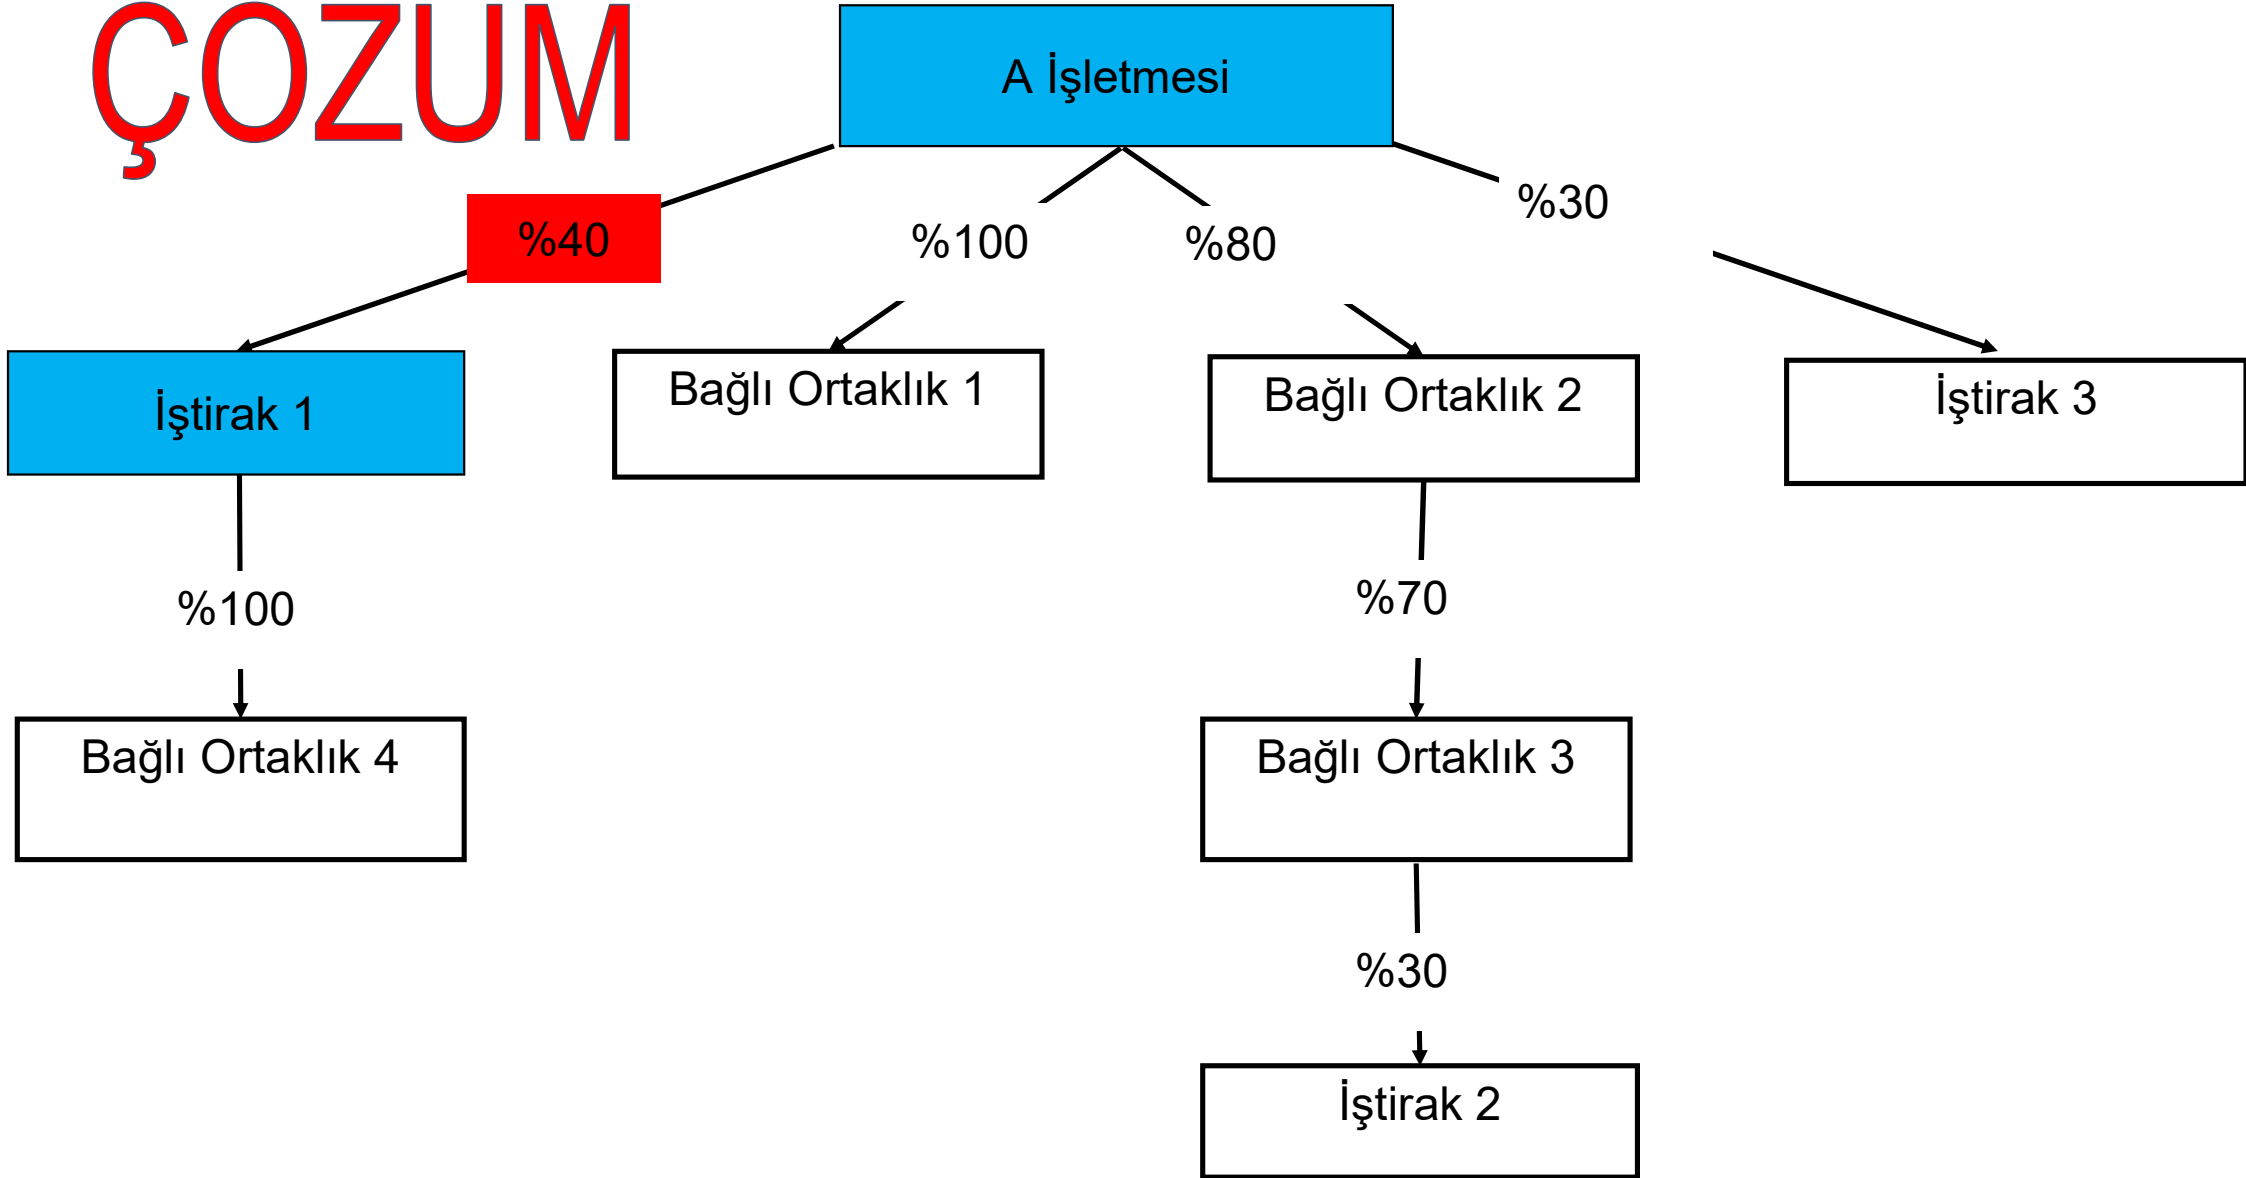 ÇOZUM
A İşletmesi
%40
%100
%80
%30
İştirak 1
Bağlı Ortaklık 1
Bağlı Ortaklık 2
İştirak 3
%100
%70
Bağlı Ortaklık 4
Bağlı Ortaklık 3
%30
İştirak 2